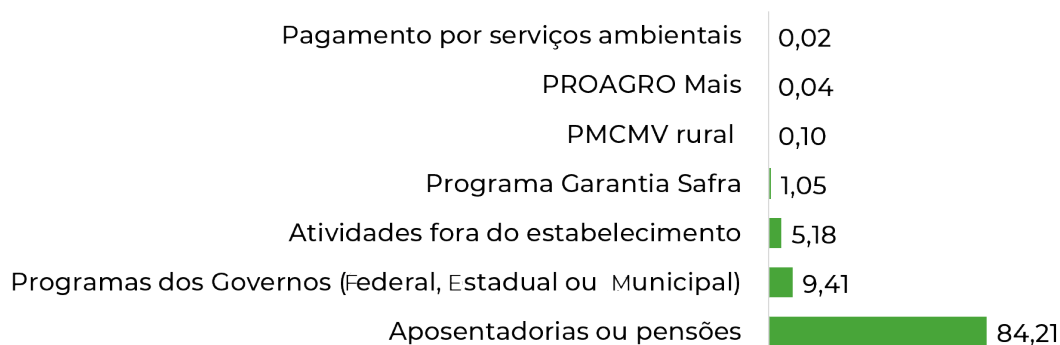 Pagamento por serviços ambientais 0,02
PROAGRO Mais 0,04
PMCMV rural 0,10
Programa Garantia Safra 1,05
Atividades fora do estabelecimento 5,18
Programas dos Governos (Federal, Estadual ou Municipal) 9,41
Aposentadorias ou pensões 84,21